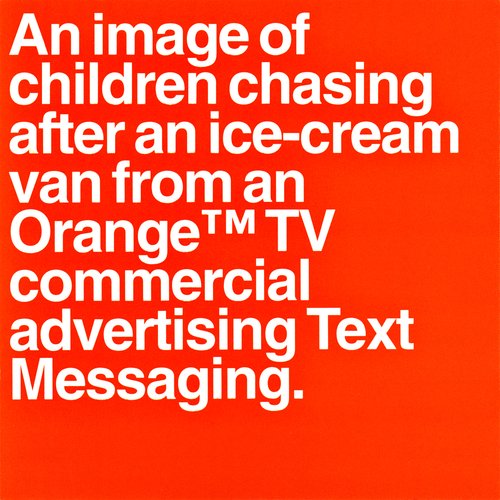 An image of
children chasing
after an ice-cream
van from an
Orange™ TV
commercial
advertising Text
Messaging.